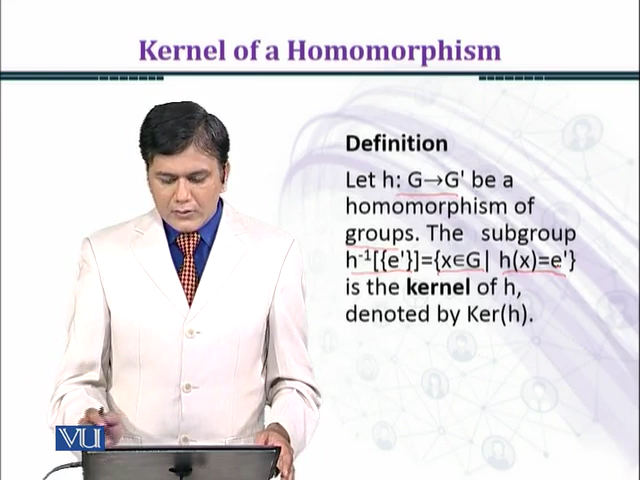 Kernel of a Homomorphism
Definition
Let h: G→G' be a
homomorphism of
groups. The subgroup
h⁻¹[{e'}]={x∈G| h(x)=e'}
is the kernel of h,
denoted by Ker(h).
VU